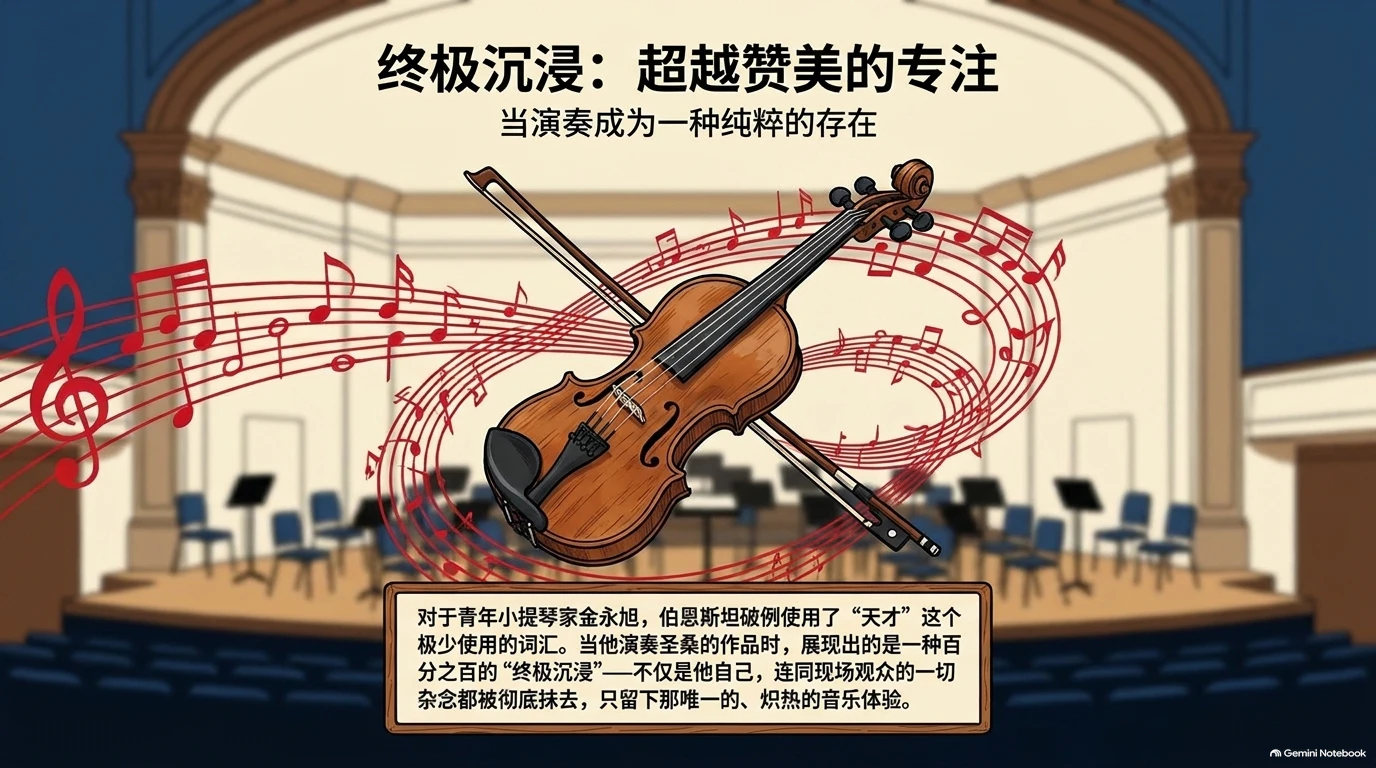 终极沉浸：超越赞美的专注
当演奏成为一种纯粹的存在
对于青年小提琴家金永旭，伯恩斯坦破例使用了“天才”这个
极少使用的词汇。当他演奏圣桑的作品时，展现出的是一种百
分之百的“终极沉浸”——不仅是他自己，连同现场观众的一切
杂念都被彻底抹去，只留下那唯一的、炽热的音乐体验。
Gemini Notebook